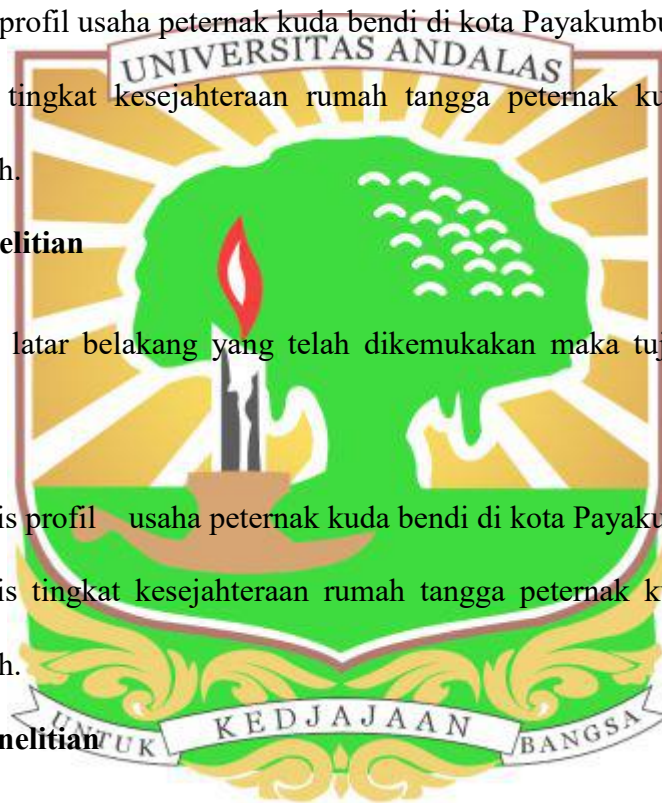 profil usaha peternak kuda bendi di kota Payakumbu
UNIVERSITAS ANDALAS
tingkat kesejahteraan rumah tangga peternak ku
h.
elitian
latar belakang yang telah dikemukakan maka tuj
is profil usaha peternak kuda bendi di kota Payaku
is tingkat kesejahteraan rumah tangga peternak ku
h.
nelitian
UNTUK KEDJAJAAN BANGSA